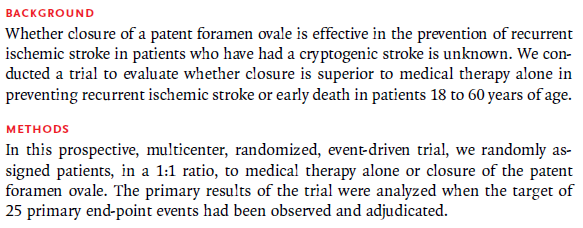 BACKGROUND
Whether closure of a patent foramen ovale is effective in the prevention of recurrent
ischemic stroke in patients who have had a cryptogenic stroke is unknown. We con-
ducted a trial to evaluate whether closure is superior to medical therapy alone in
preventing recurrent ischemic stroke or early death in patients 18 to 60 years of age.
METHODS
In this prospective, multicenter, randomized, event-driven trial, we randomly as-
signed patients, in a 1:1 ratio, to medical therapy alone or closure of the patent
foramen ovale. The primary results of the trial were analyzed when the target of
25 primary end-point events had been observed and adjudicated.